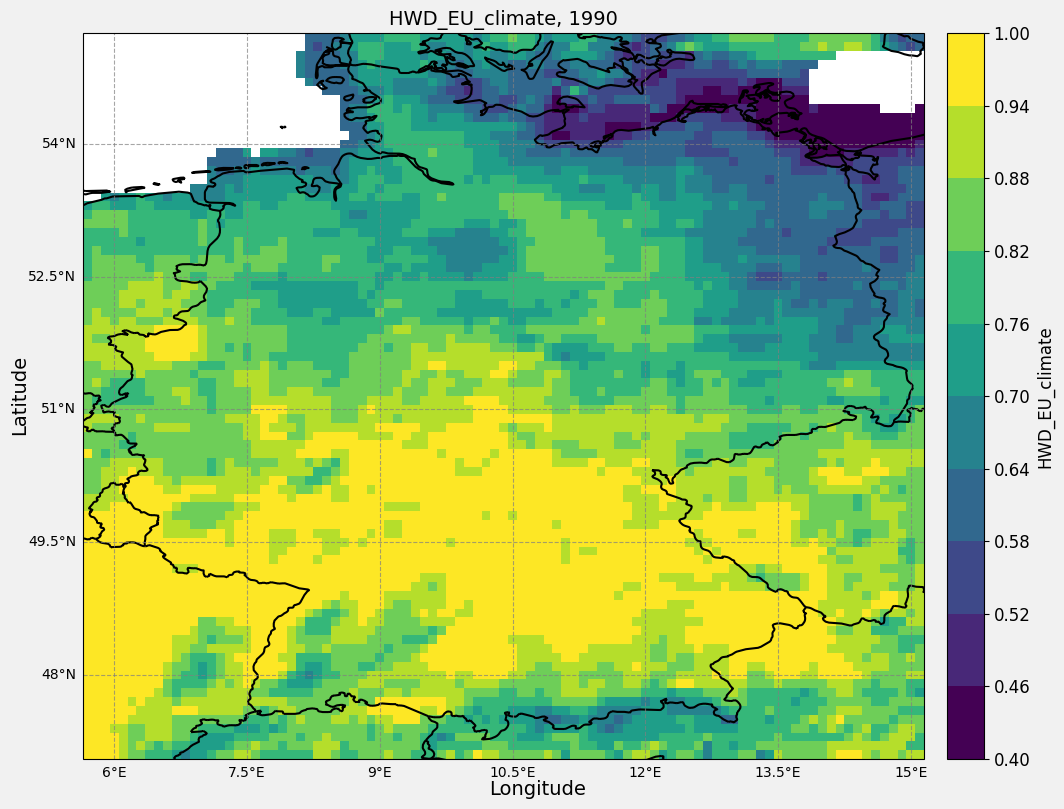 HWD_EU_climate, 1990
1.00
0.94
0.88
0.82
0.76
0.70
0.64
0.58
0.52
0.46
0.40
HWD_EU_climate
54°N
52.5°N
51°N
49.5°N
48°N
Latitude
6°E
7.5°E
9°E
10.5°E
12°E
13.5°E
15°E
Longitude